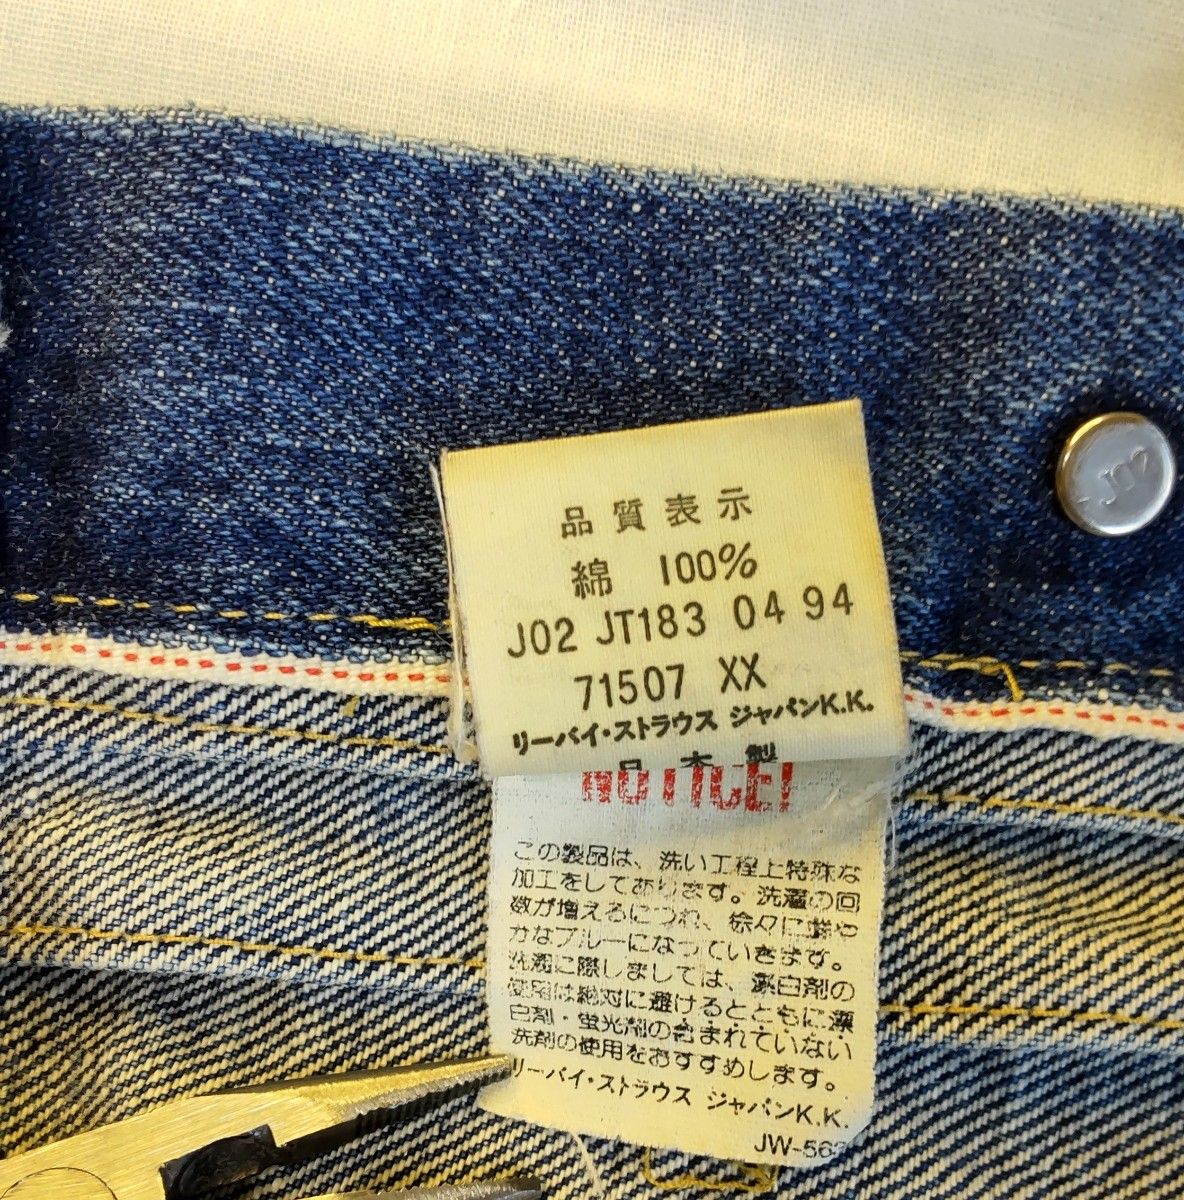 品質表示
綿 100%
J02 JT183 04 94
71507 XX
リーバイ・ストラウス ジャパンK.K.
日本製
NOTICE!
この製品は、洗い工程上特殊な
加工をしてあります。洗濯の回
数が増えるにつれ、徐々に鮮や
かなブルーになっていきます。
洗濯に際しましては、漂白剤の
使用は絶対に避けるとともに漂
白剤・蛍光剤の含まれていない
洗剤の使用をおすすめします。
リーバイ・ストラウス ジャパンK.K.
J02